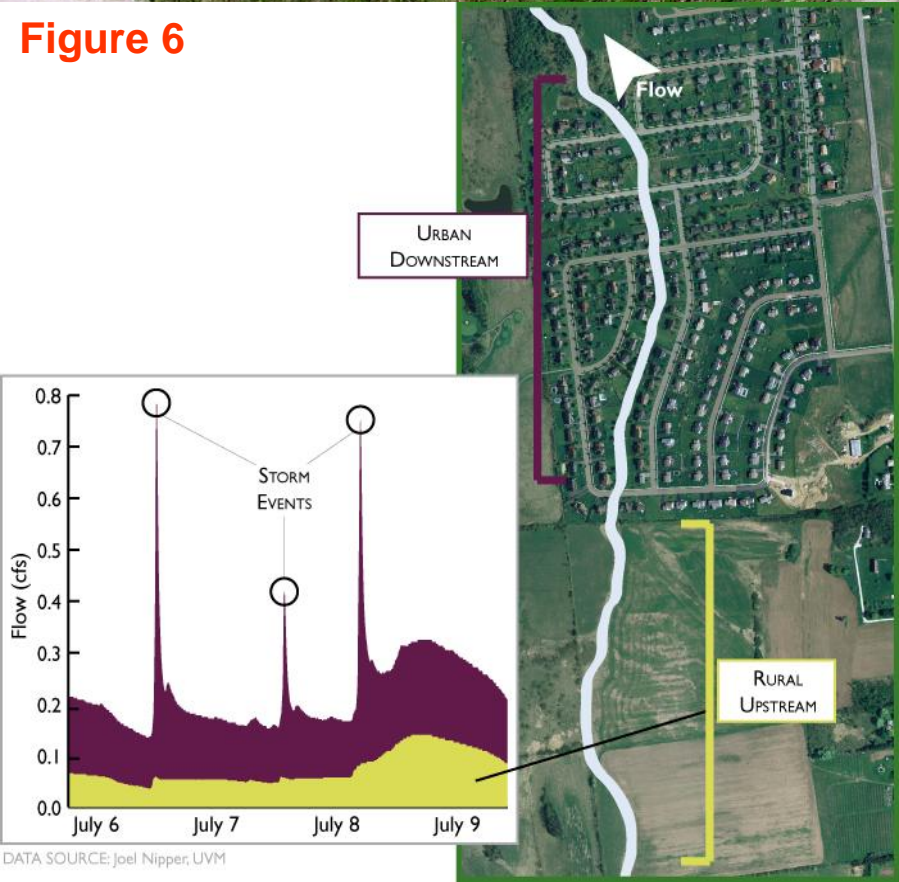 Figure 6
Flow
URBAN
DOWNSTREAM
0.8
0.7
0.6
0.5
0.4
0.3
0.2
0.1
0.0
Flow (cfs)
STORM
EVENTS
July 6
July 7
July 8
July 9
RURAL
UPSTREAM
DATA SOURCE: Joel Nipper, UVM